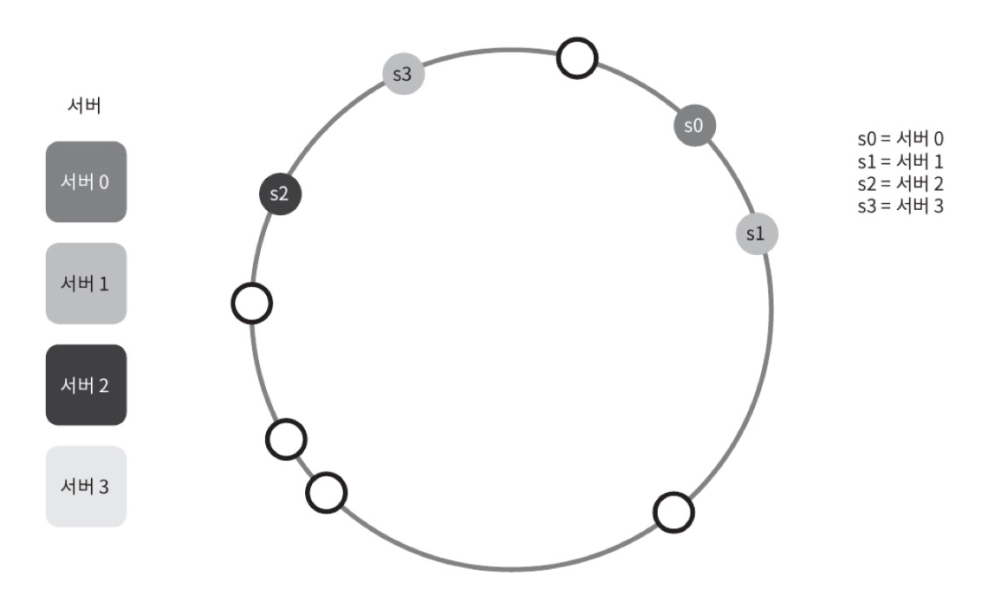 서버
서버 0
서버 1
서버 2
서버 3
s3
s0
s2
s1
s0 = 서버 0
s1 = 서버 1
s2 = 서버 2
s3 = 서버 3